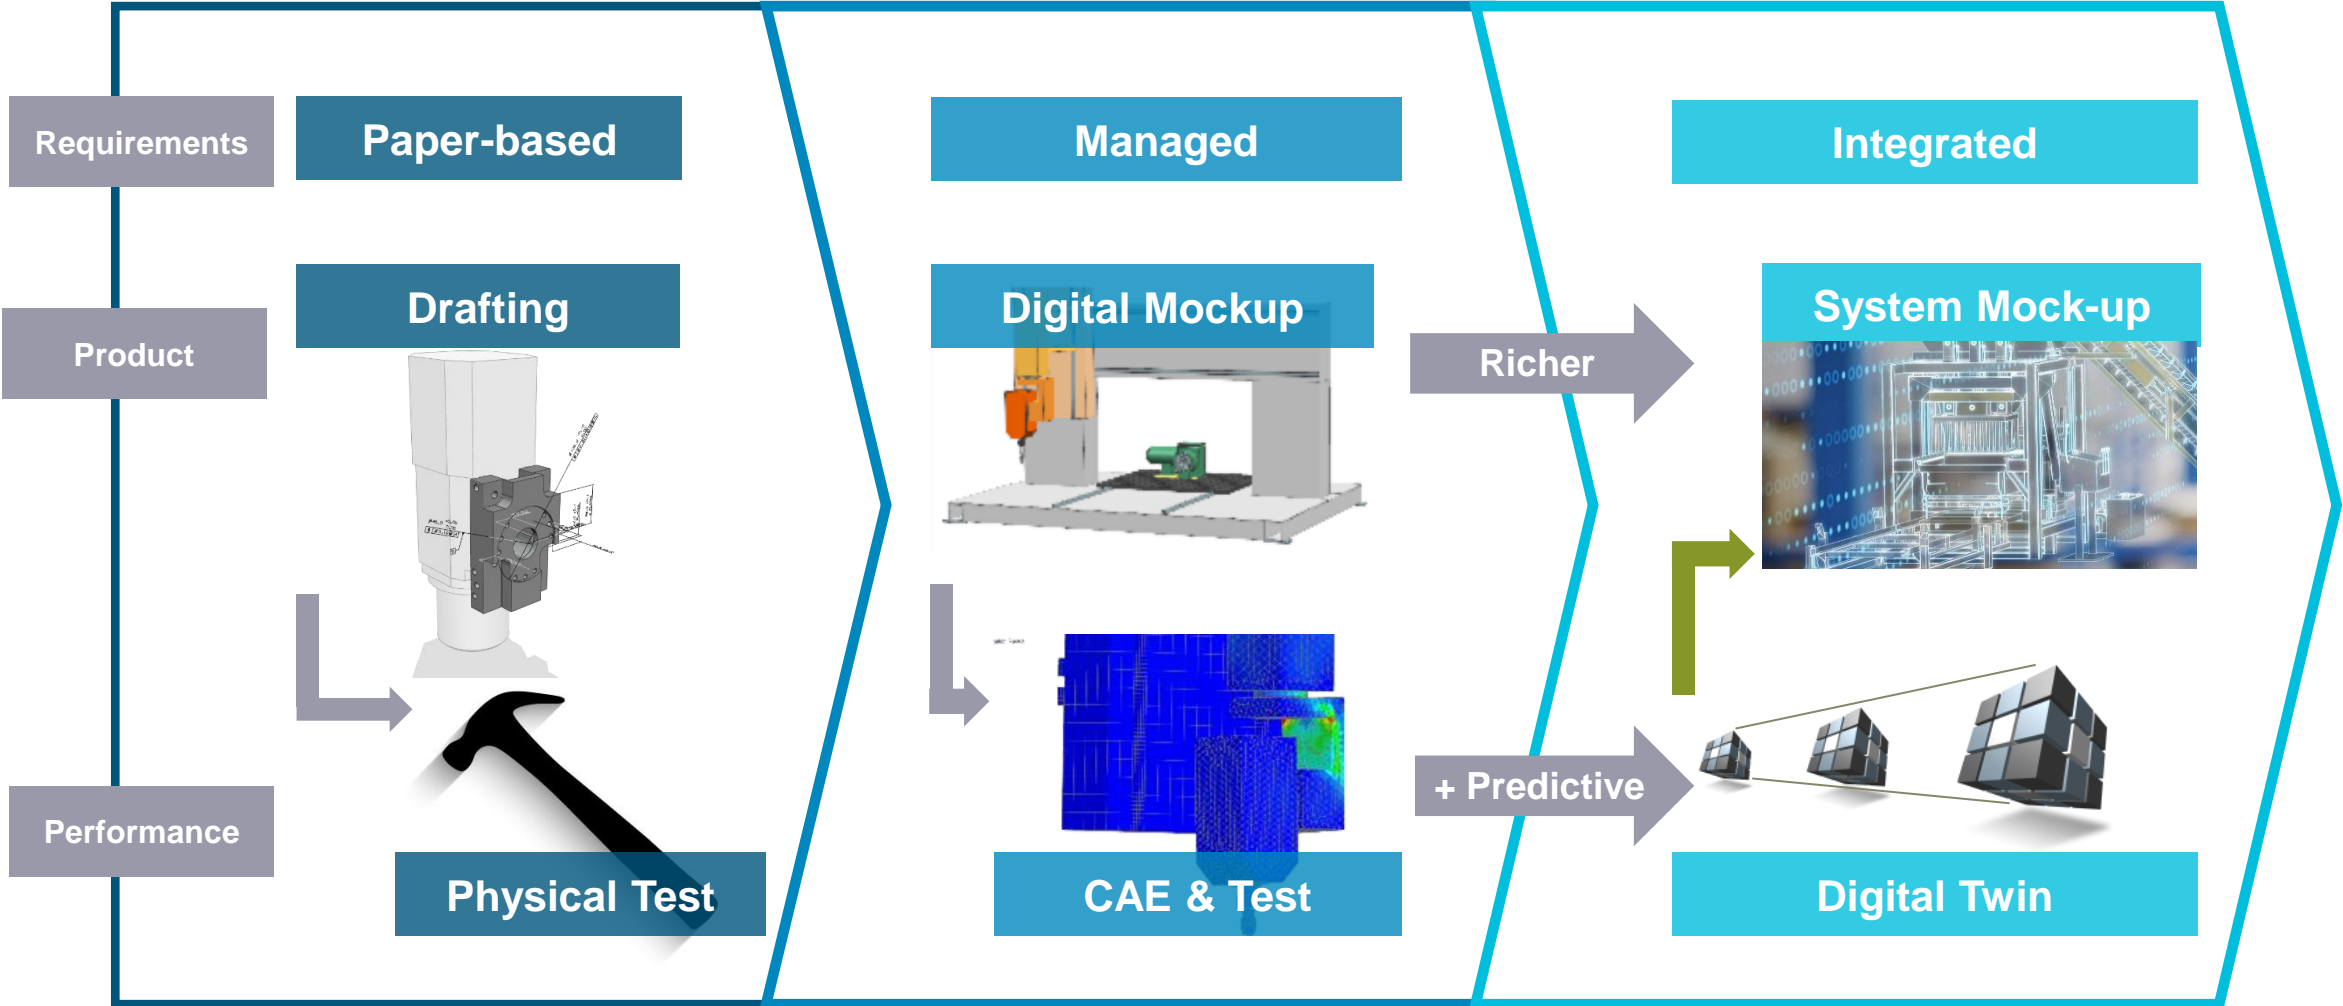 Requirements
Paper-based
Managed
Integrated
Product
Drafting
Digital Mockup
Richer
System Mock-up
Performance
Physical Test
CAE & Test
+ Predictive
Digital Twin